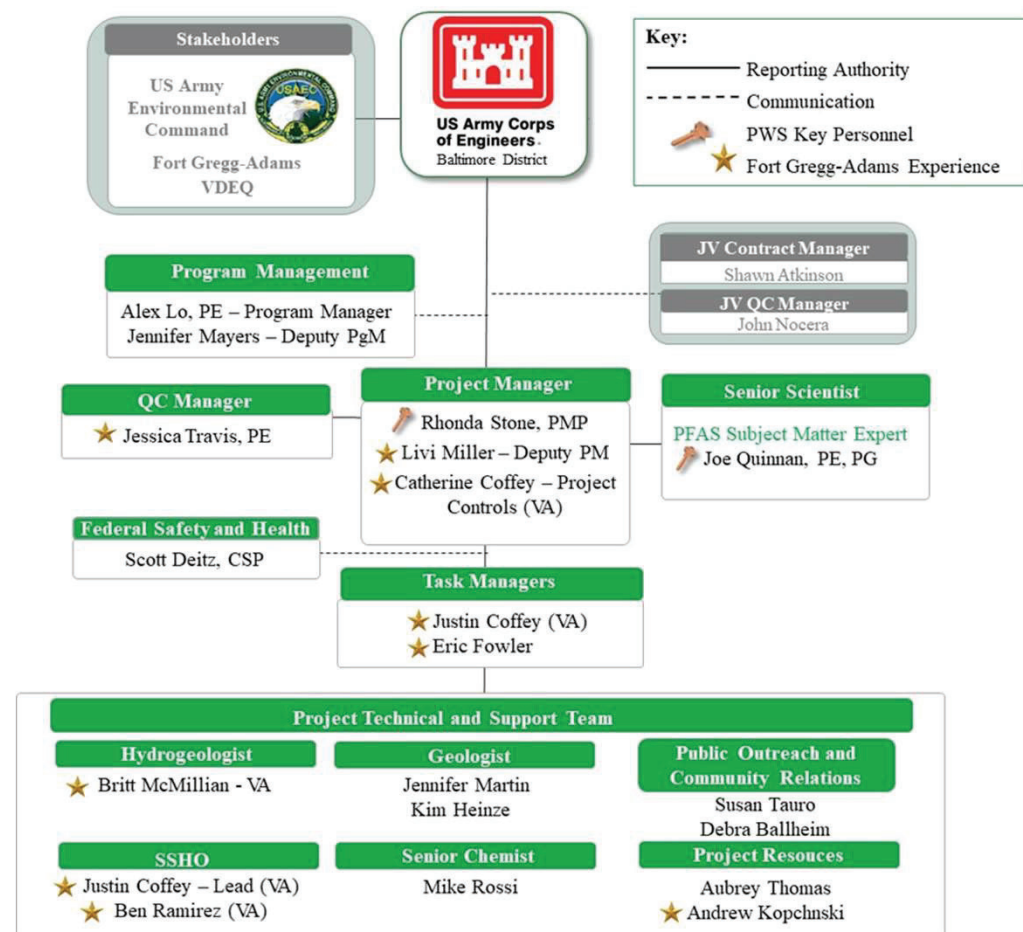 Stakeholders
US Army
Environmental
Command
USAEC
Fort Gregg-Adams
VDEQ
US Army Corps
of Engineers.
Baltimore District
Key:
Reporting Authority
Communication
PWS Key Personnel
Fort Gregg-Adams Experience
JV Contract Manager
Shawn Atkinson
JV QC Manager
John Nocera
Program Management
Alex Lo, PE – Program Manager
Jennifer Mayers – Deputy PgM
QC Manager
Jessica Travis, PE
Project Manager
Rhonda Stone, PMP
Livi Miller – Deputy PM
Catherine Coffey – Project
Controls (VA)
Senior Scientist
PFAS Subject Matter Expert
Joe Quinnan, PE, PG
Federal Safety and Health
Scott Deitz, CSP
Task Managers
Justin Coffey (VA)
Eric Fowler
Project Technical and Support Team
Hydrogeologist
Britt McMillian - VA
Geologist
Jennifer Martin
Kim Heinze
Public Outreach and
Community Relations
Susan Tauro
Debra Ballheim
SSHO
Justin Coffey – Lead (VA)
Ben Ramirez (VA)
Senior Chemist
Mike Rossi
Project Resouces
Aubrey Thomas
Andrew Kopchnski